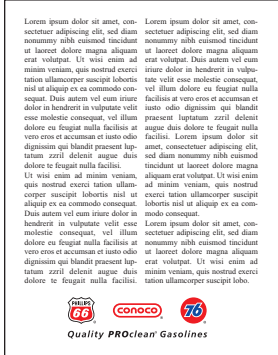 Lorem ipsum dolor sit amet, con-
sectetuer adipiscing elit, sed diam
nonummy nibh euismod tincidunt
ut laoreet dolore magna aliquam
erat volutpat. Ut wisi enim ad
minim veniam, quis nostrud exerci
tation ullamcorper suscipit lobortis
nisl ut aliquip ex ea commodo con-
sequat. Duis autem vel eum iriure
dolor in hendrerit in vulputate velit
esse molestie consequat, vel illum
dolore eu feugiat nulla facilisis at
vero eros et accumsan et iusto odio
dignissim qui blandit praesent lup-
tatum zzril delenit augue duis
dolore te feugait nulla facilisi.
Ut wisi enim ad minim veniam,
quis nostrud exerci tation ullam-
corper suscipit lobortis nisl ut
aliquip ex ea commodo consequat.
Duis autem vel eum iriure dolor in
hendrerit in vulputate velit esse
molestie consequat, vel illum
dolore eu feugiat nulla facilisis at
vero eros et accumsan et iusto odio
dignissim qui blandit praesent lup-
tatum zzril delenit augue duis
dolore te feugait nulla facilisi.
Lorem ipsum dolor sit amet, con-
sectetuer adipiscing elit, sed diam
nonummy nibh euismod tincidunt
ut laoreet dolore magna aliquam
erat volutpat. Duis autem vel eum
iriure dolor in hendrerit in vulpu-
tate velit esse molestie consequat,
vel illum dolore eu feugiat nulla
facilisis at vero eros et accumsan et
iusto odio dignissim qui blandit
praesent luptatum zzril delenit
augue duis dolore te feugait nulla
facilisi. Lorem ipsum dolor sit
amet, consectetuer adipiscing elit,
sed diam nonummy nibh euismod
tincidunt ut laoreet dolore magna
aliquam erat volutpat. Ut wisi enim
ad minim veniam, quis nostrud
exerci tation ullamcorper suscipit
lobortis nisl ut aliquip ex ea com-
modo consequat.
Lorem ipsum dolor sit amet, con-
sectetuer adipiscing elit, sed diam
nonummy nibh euismod tincidunt
ut laoreet dolore magna aliquam
erat volutpat. Ut wisi enim ad
minim veniam, quis nostrud exerci
tation ullamcorper suscipit lobo.
PHILLIPS
66
conoco
76
Quality PROclean® Gasolines